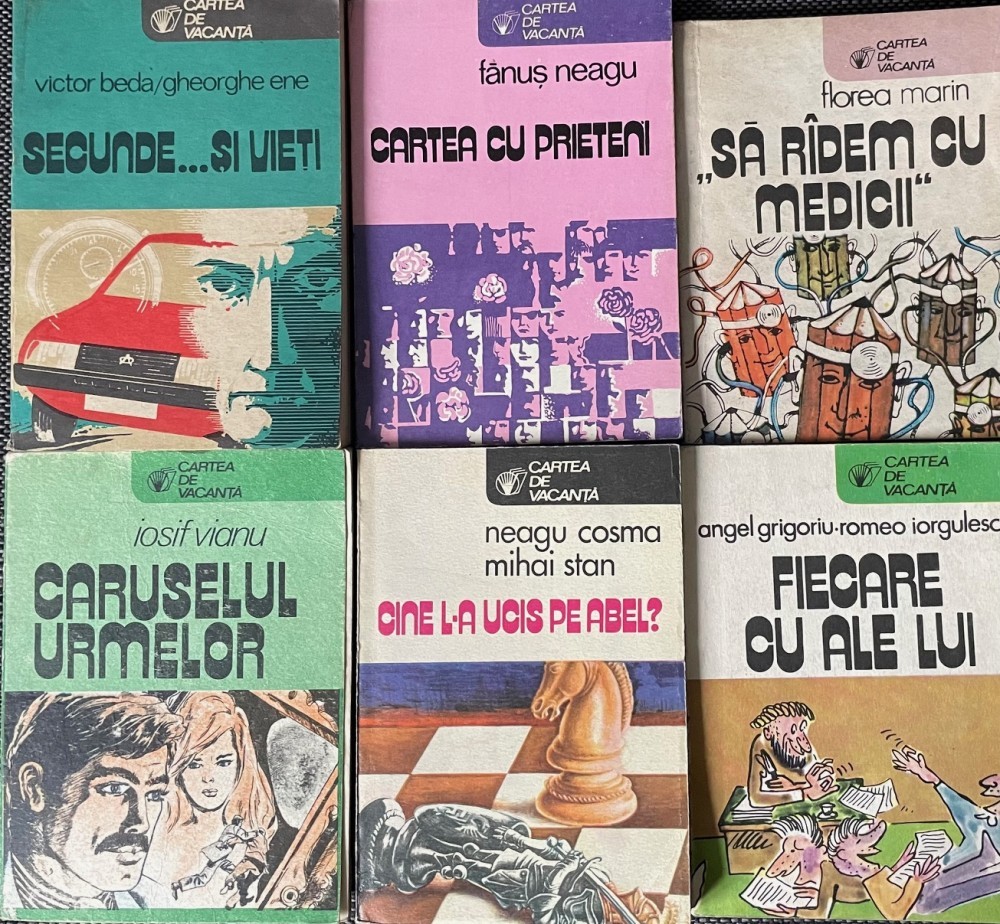 CARTEA
DE
VACANȚĂ
victor beda/gheorghe ene
SECUNDE...ȘI VIEȚI
CARTEA
DE
VACANȚĂ
fănuș neagu
CARTEA CU PRIETENI
CARTEA
DE
VACANȚĂ
florea marin
„SĂ RÎDEM CU
MEDICII“
CARTEA
DE
VACANȚĂ
iosif vianu
CARUSELUL
URMELOR
CARTEA
DE
VACANȚĂ
neagu cosma
mihai stan
CINE L-A UCIS PE ABEL?
CARTEA
DE
VACANȚĂ
angel grigoriu·romeo iorgulesc
FIECARE
CU ALE LUI